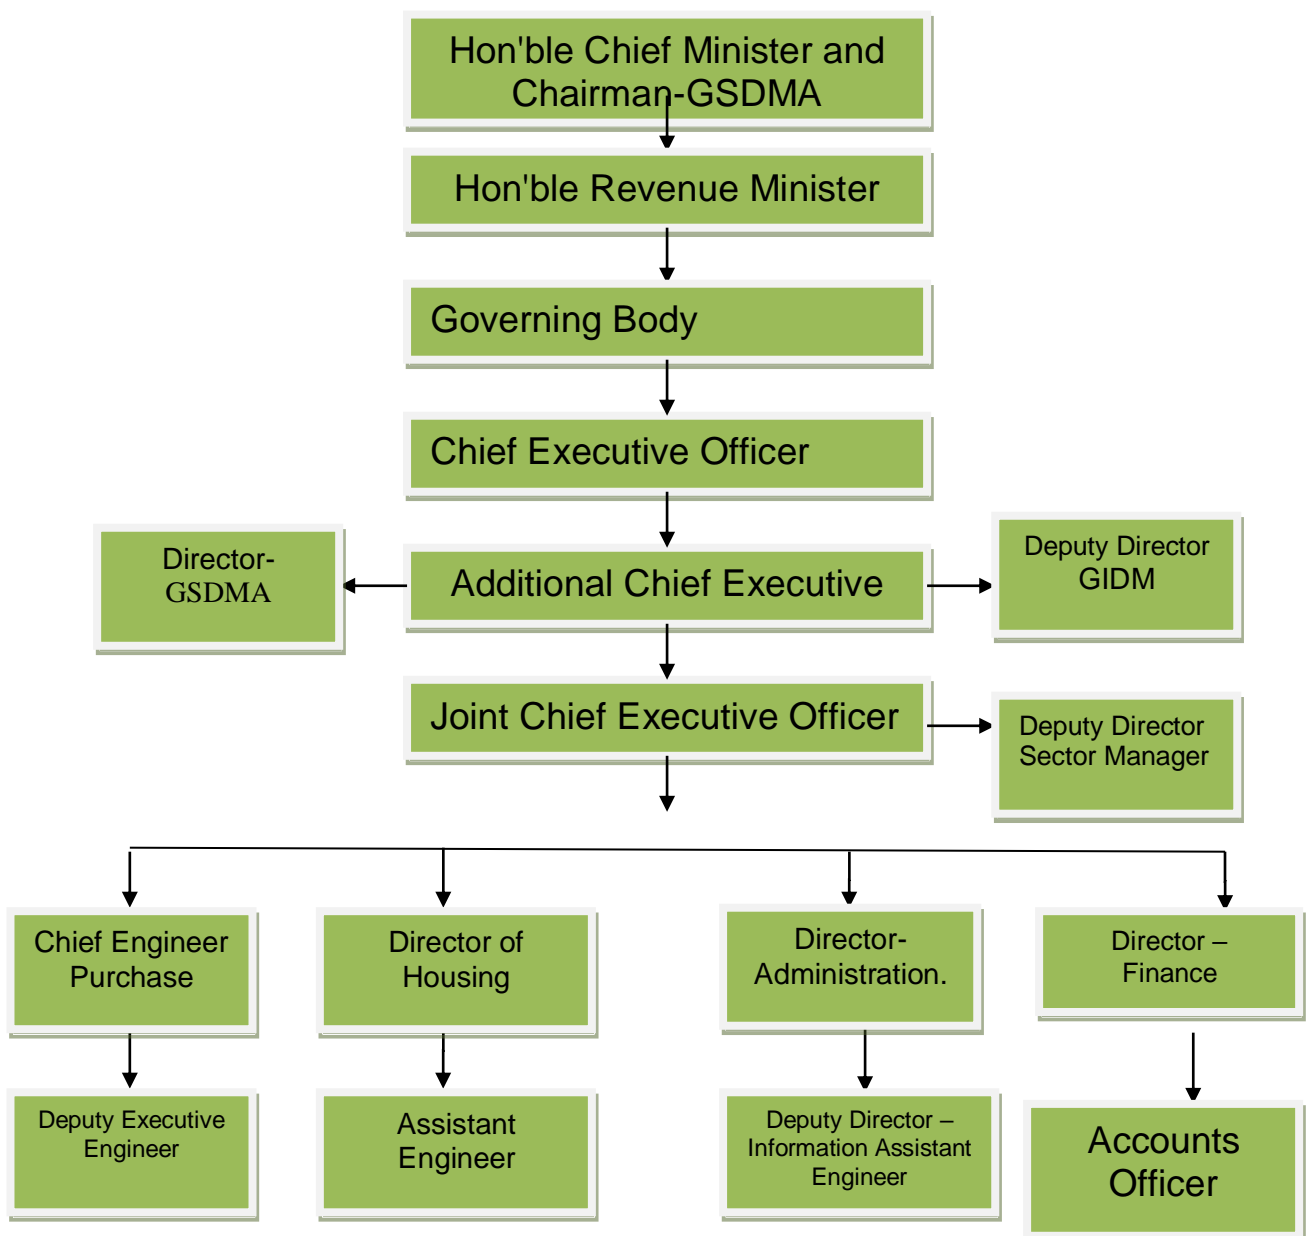 Hon'ble Chief Minister and
Chairman-GSDMA
Hon'ble Revenue Minister
Governing Body
Chief Executive Officer
Director-
GSDMA
Additional Chief Executive
Deputy Director
GIDM
Joint Chief Executive Officer
Deputy Director
Sector Manager
Chief Engineer
Purchase
Director of
Housing
Director-
Administration.
Director –
Finance
Deputy Executive
Engineer
Assistant
Engineer
Deputy Director –
Information Assistant
Engineer
Accounts
Officer